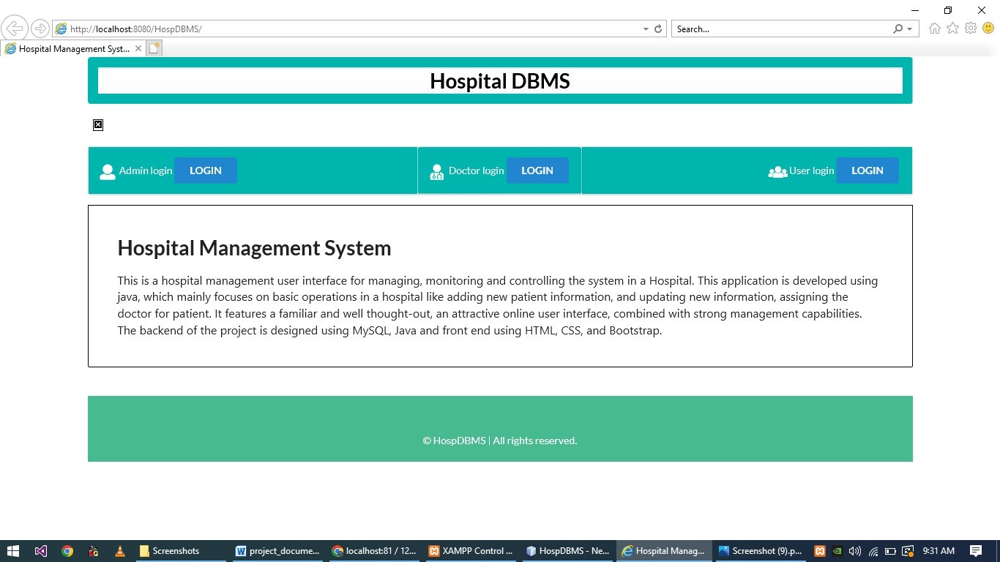 http://localhost:8080/HospDBMS/
Search...
Hospital Management Syst...
Hospital DBMS
Admin login LOGIN
Doctor login LOGIN
User login LOGIN
Hospital Management System
This is a hospital management user interface for managing, monitoring and controlling the system in a Hospital. This application is developed using
java, which mainly focuses on basic operations in a hospital like adding new patient information, and updating new information, assigning the
doctor for patient. It features a familiar and well thought-out, an attractive online user interface, combined with strong management capabilities.
The backend of the project is designed using MySQL, Java and front end using HTML, CSS, and Bootstrap.
© HospDBMS | All rights reserved.
Screenshots
project_docume...
localhost:81 / 12...
XAMPP Control ...
HospDBMS - Ne...
Hospital Manag...
Screenshot (9).p...
9:31 AM